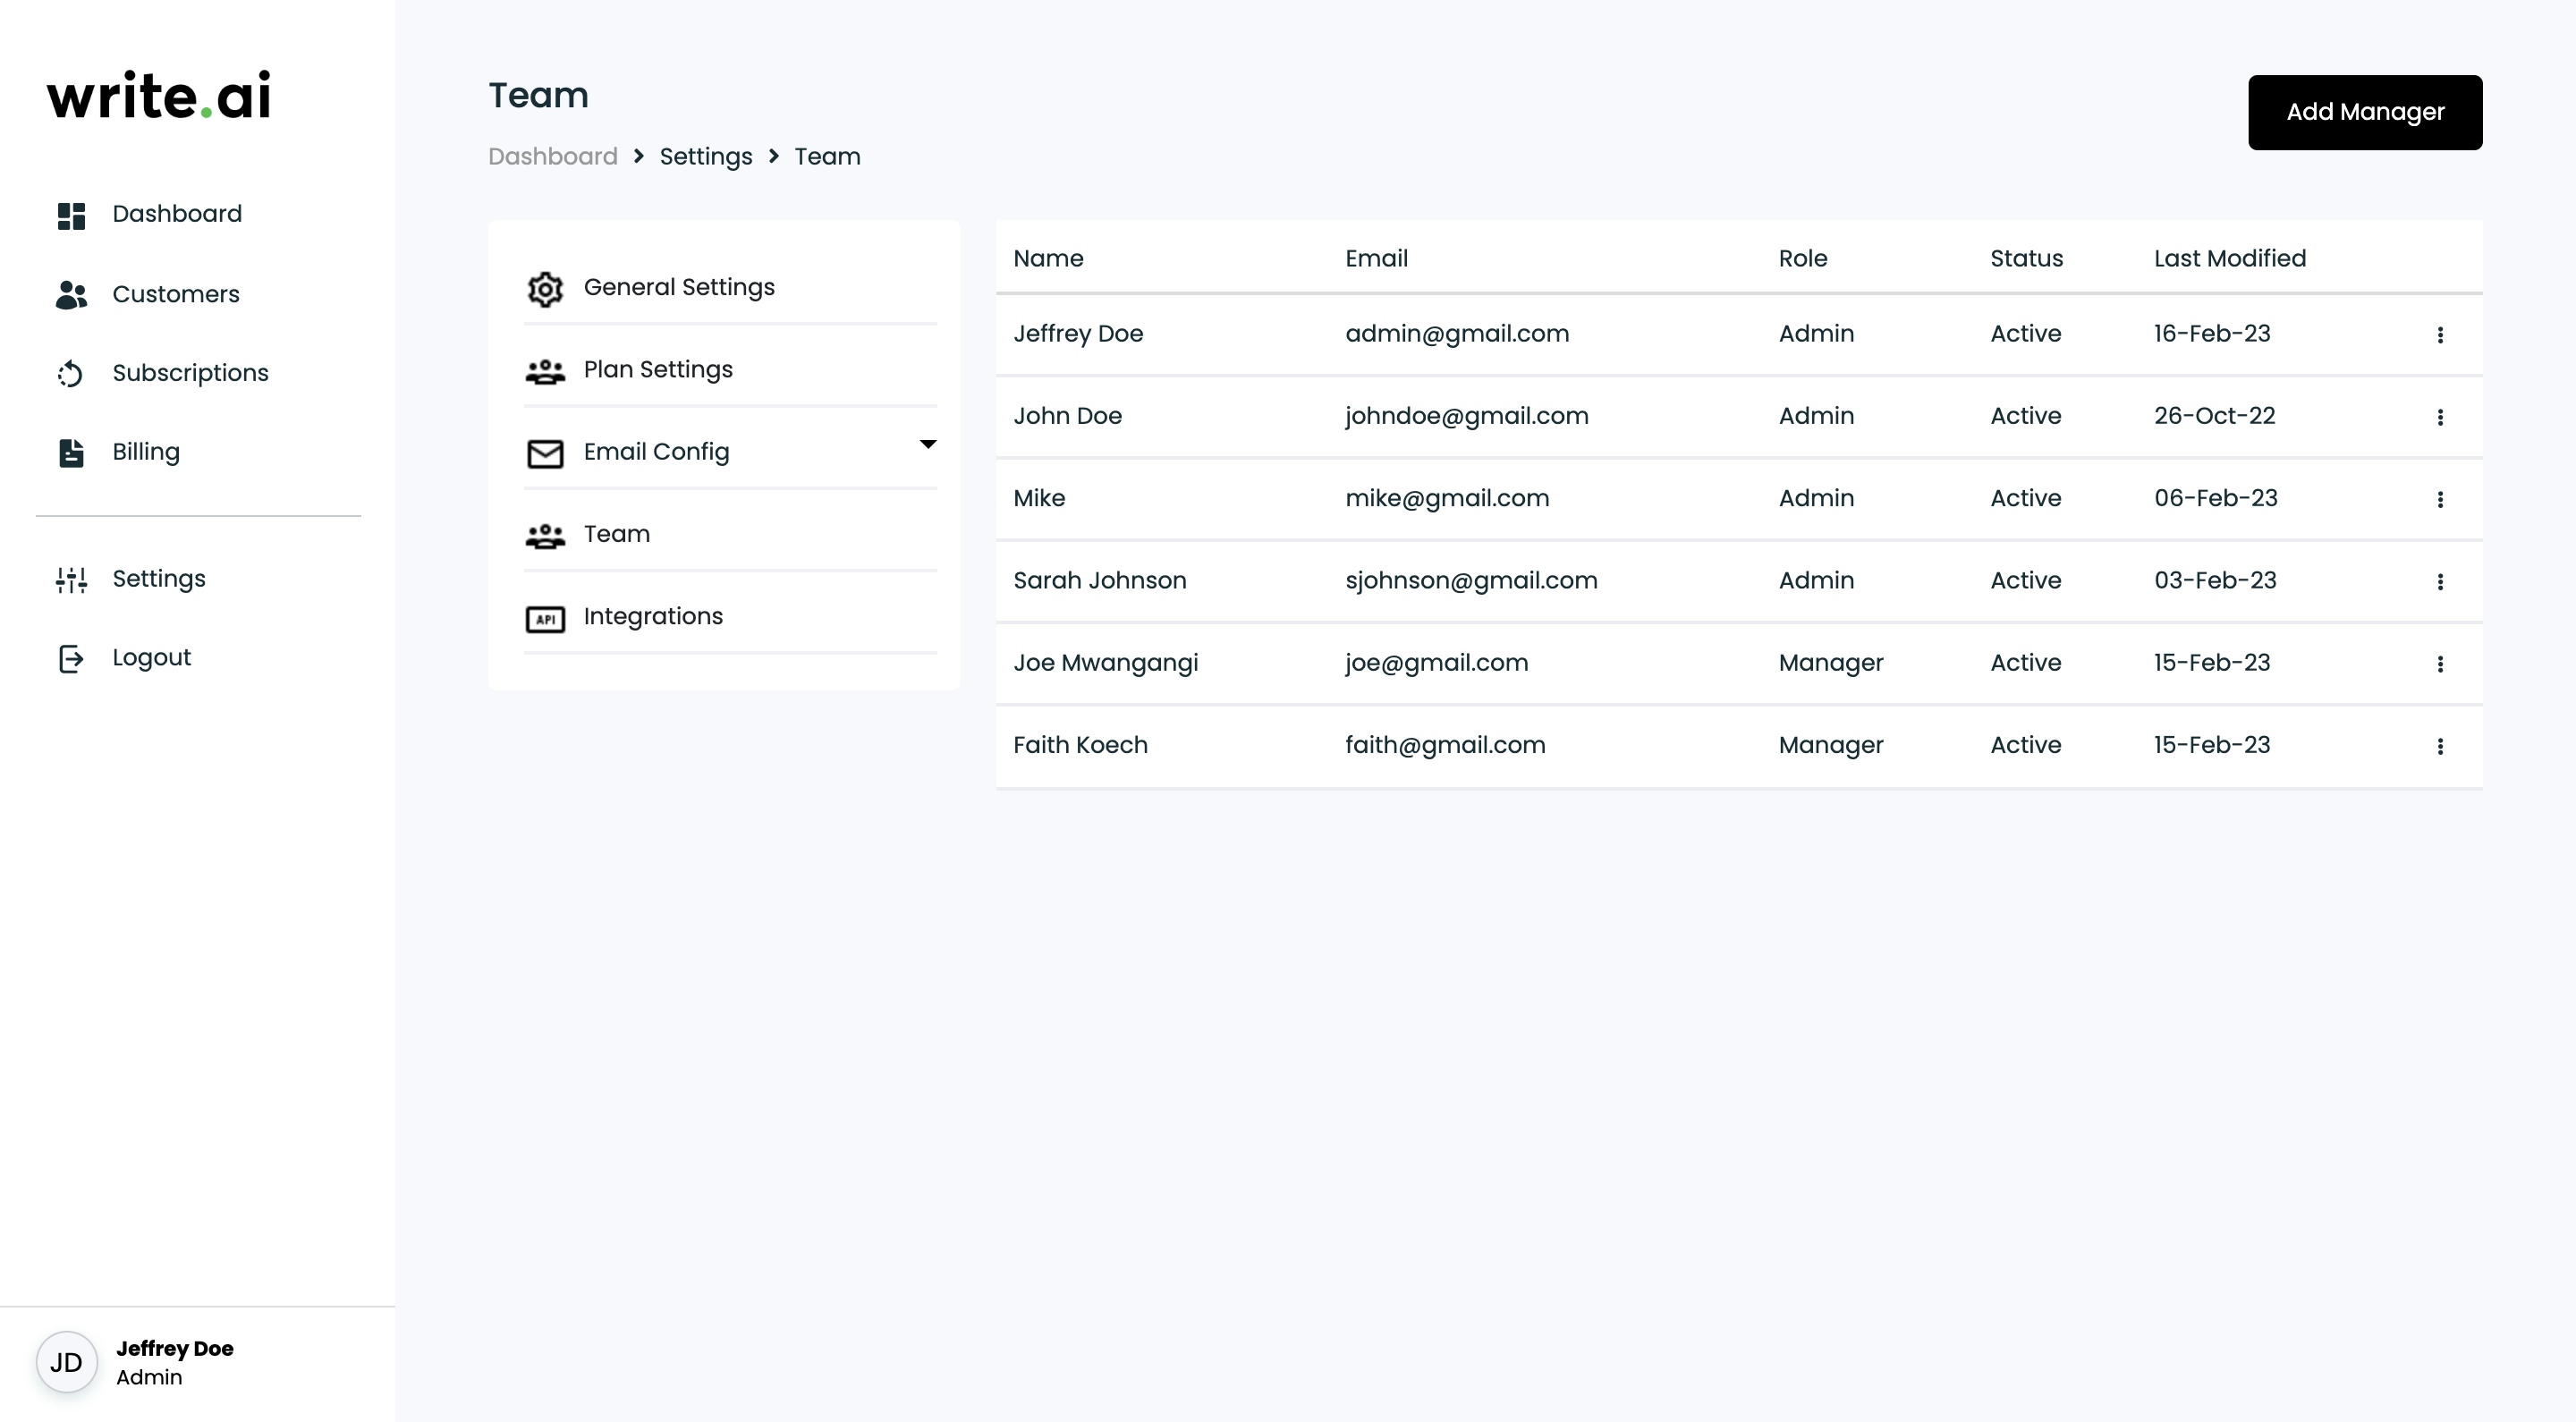 write.ai
Dashboard
Customers
Subscriptions
Billing
Settings
Logout
JD
Jeffrey Doe
Admin
Team
Dashboard > Settings > Team
Add Manager
General Settings
Plan Settings
Email Config
Team
API Integrations
Name Email Role Status Last Modified
Jeffrey Doe admin@gmail.com Admin Active 16-Feb-23
John Doe johndoe@gmail.com Admin Active 26-Oct-22
Mike mike@gmail.com Admin Active 06-Feb-23
Sarah Johnson sjohnson@gmail.com Admin Active 03-Feb-23
Joe Mwangangi joe@gmail.com Manager Active 15-Feb-23
Faith Koech faith@gmail.com Manager Active 15-Feb-23